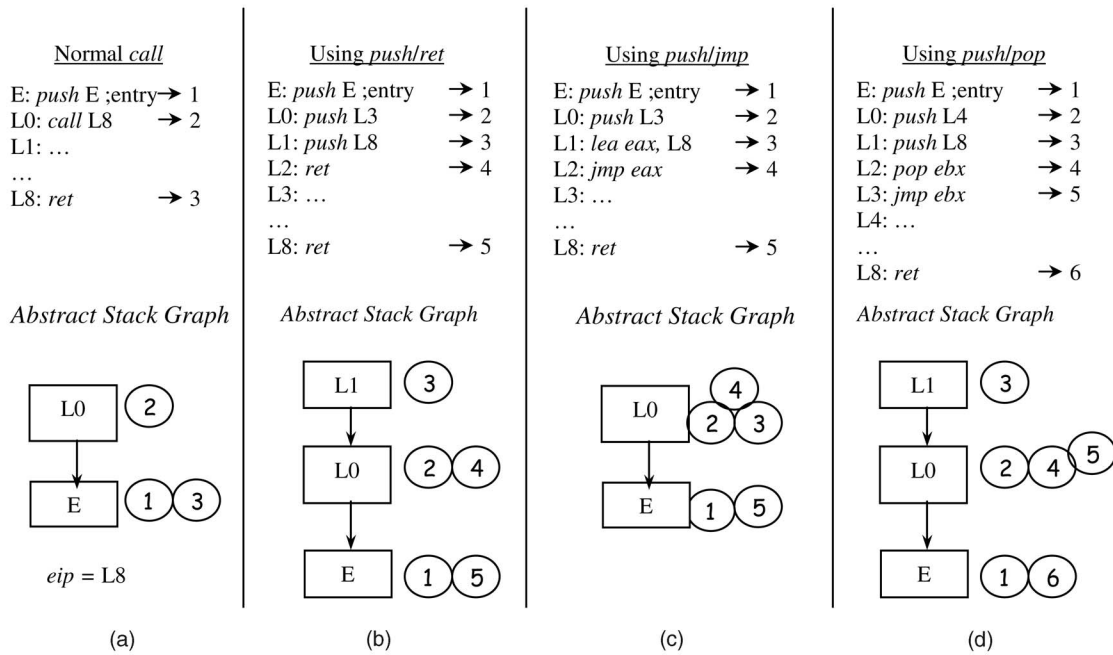 Normal call
E: push E ;entry → 1
L0: call L8 → 2
L1: …
…
L8: ret → 3
Abstract Stack Graph
L0
2
E
1 3
eip = L8
(a)
Using push/ret
E: push E ;entry → 1
L0: push L3 → 2
L1: push L8 → 3
L2: ret → 4
L3: …
…
L8: ret → 5
Abstract Stack Graph
L1
3
L0
2 4
E
1 5
(b)
Using push/jmp
E: push E ;entry → 1
L0: push L3 → 2
L1: lea eax, L8 → 3
L2: jmp eax → 4
L3: …
…
L8: ret → 5
Abstract Stack Graph
4
L0
2 3
E
1 5
(c)
Using push/pop
E: push E ;entry → 1
L0: push L4 → 2
L1: push L8 → 3
L2: pop ebx → 4
L3: jmp ebx → 5
L4: …
…
L8: ret → 6
Abstract Stack Graph
L1
3
L0
2 4 5
E
1 6
(d)